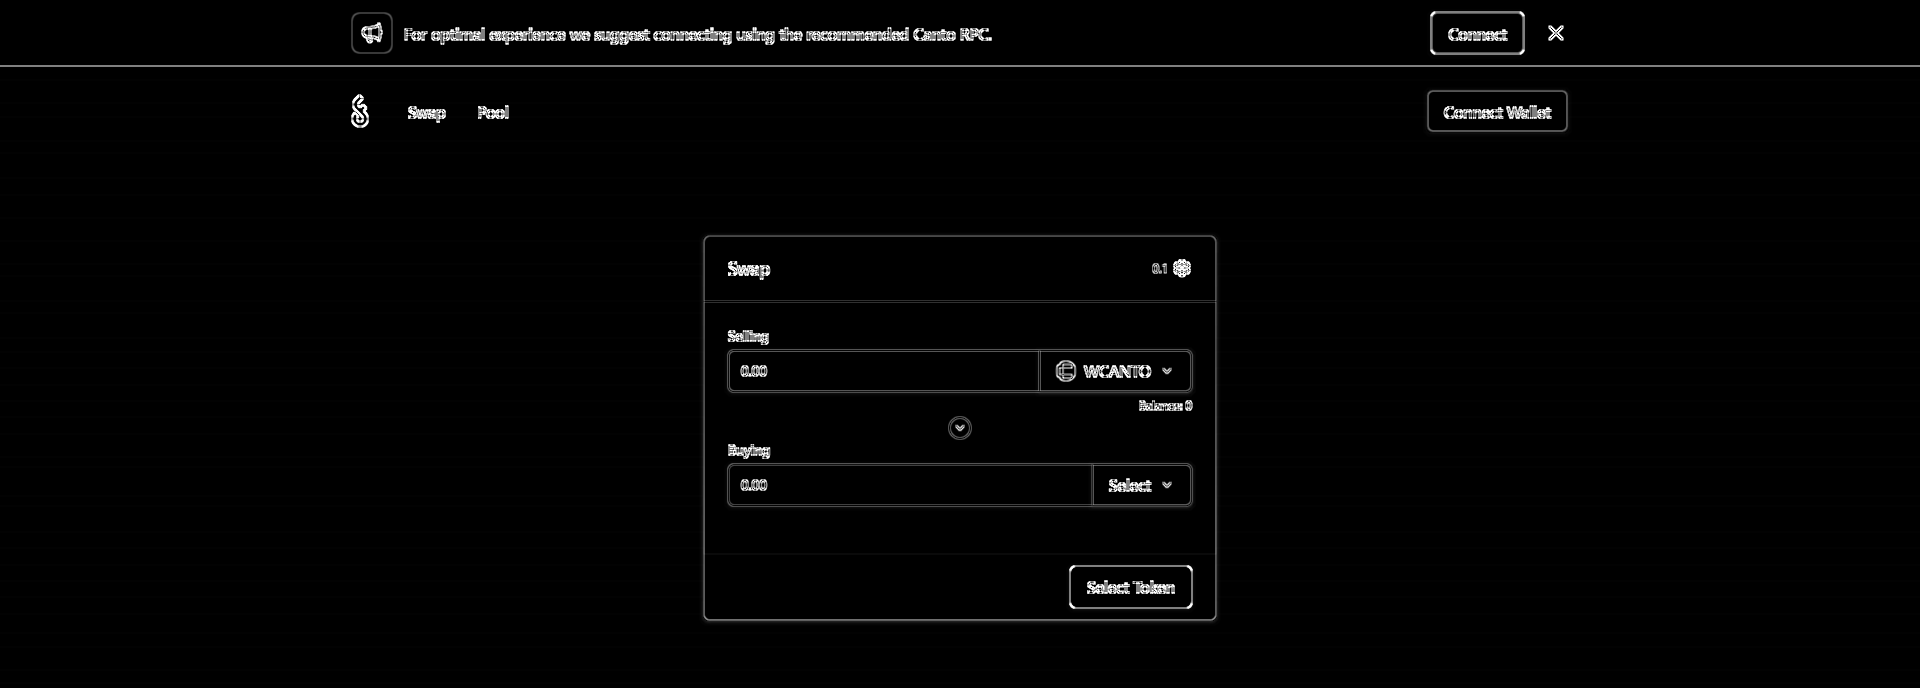 For optimal experience we suggest connecting using the recommended Canto RPC.
Connect
Swap
Pool
Connect Wallet
Swap
0.1
Selling
0.00
WCANTO
Balance: 0
Buying
0.00
Select
Select Token